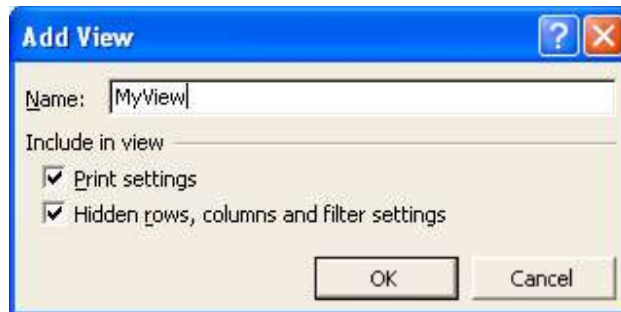 Add View
Name: MyView
Include in view
Print settings
Hidden rows, columns and filter settings
OK Cancel